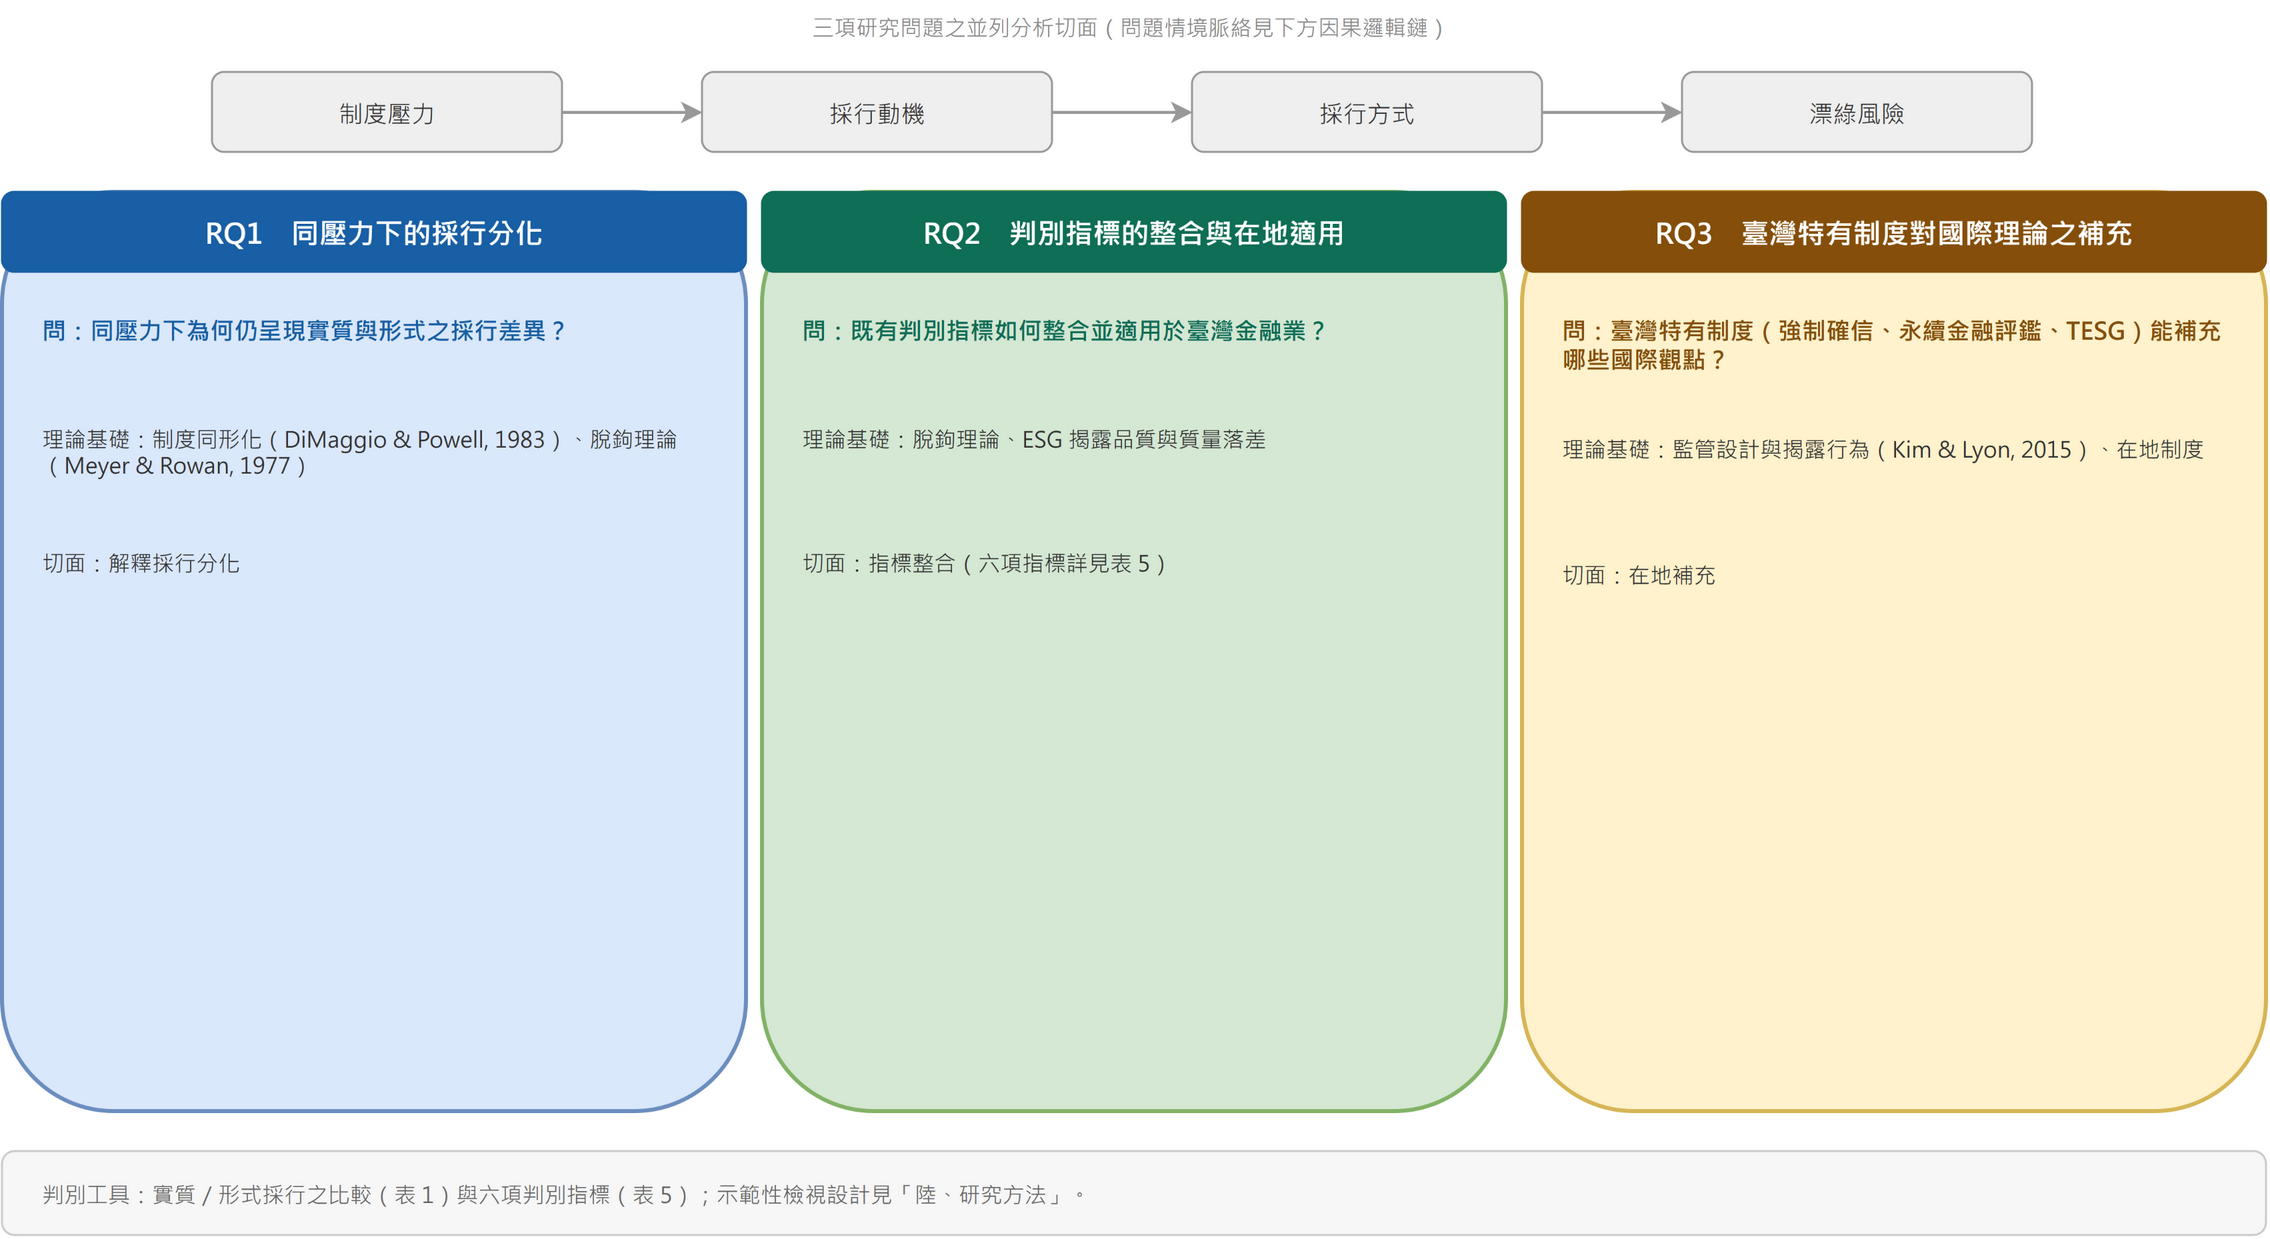 三項研究問題之並列分析切面（問題情境脈絡見下方因果邏輯鏈）
制度壓力
採行動機
採行方式
漂綠風險
RQ1　同壓力下的採行分化
問：同壓力下為何仍呈現實質與形式之採行差異？
理論基礎：制度同形化（DiMaggio & Powell, 1983）、脫鉤理論
（Meyer & Rowan, 1977）
切面：解釋採行分化
RQ2　判別指標的整合與在地適用
問：既有判別指標如何整合並適用於臺灣金融業？
理論基礎：脫鉤理論、ESG 揭露品質與質量落差
切面：指標整合（六項指標詳見表 5）
RQ3　臺灣特有制度對國際理論之補充
問：臺灣特有制度（強制確信、永續金融評鑑、TESG）能補充
哪些國際觀點？
理論基礎：監管設計與揭露行為（Kim & Lyon, 2015）、在地制度
切面：在地補充
判別工具：實質 / 形式採行之比較（表 1）與六項判別指標（表 5）；示範性檢視設計見「陸、研究方法」。